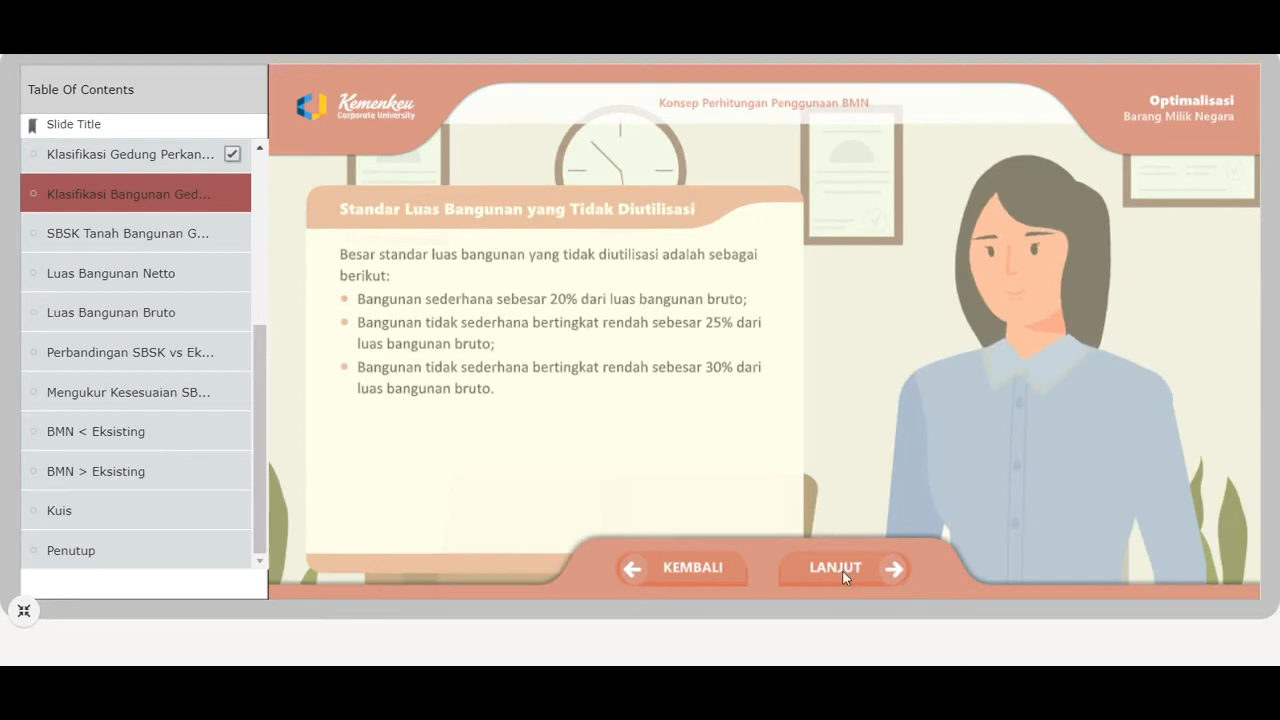 Table Of Contents
Slide Title
Klasifikasi Gedung Perkan...
Klasifikasi Bangunan Ged...
SBSK Tanah Bangunan G...
Luas Bangunan Netto
Luas Bangunan Bruto
Perbandingan SBSK vs Ek...
Mengukur Kesesuaian SB...
BMN < Eksisting
BMN > Eksisting
Kuis
Penutup
Kemenkeu
Corporate University
Konsep Perhitungan Penggunaan BMN
Optimalisasi
Barang Milik Negara
Standar Luas Bangunan yang Tidak Diutilisasi
Besar standar luas bangunan yang tidak diutilisasi adalah sebagai
berikut:
Bangunan sederhana sebesar 20% dari luas bangunan bruto;
Bangunan tidak sederhana bertingkat rendah sebesar 25% dari
luas bangunan bruto;
Bangunan tidak sederhana bertingkat rendah sebesar 30% dari
luas bangunan bruto.
KEMBALI
LANJUT